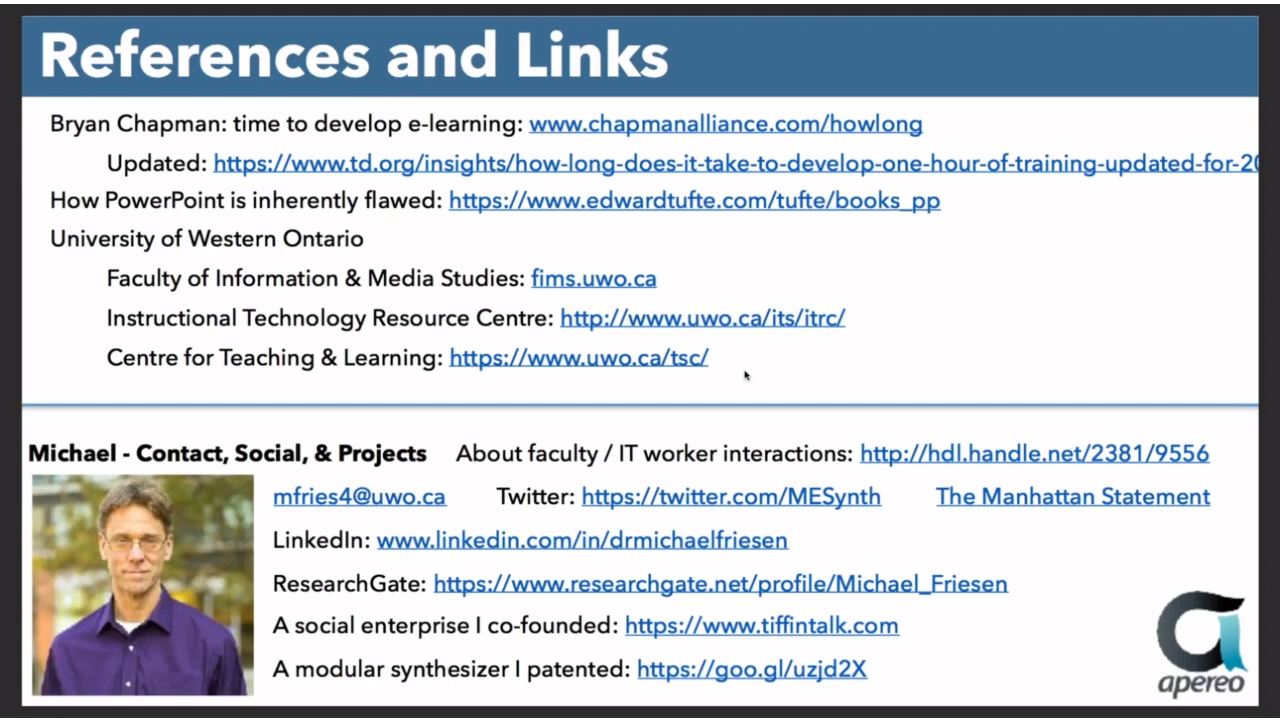 References and Links
Bryan Chapman: time to develop e-learning: www.chapmanalliance.com/howlong
Updated: https://www.td.org/insights/how-long-does-it-take-to-develop-one-hour-of-training-updated-for-20
How PowerPoint is inherently flawed: https://www.edwardtufte.com/tufte/books_pp
University of Western Ontario
Faculty of Information & Media Studies: fims.uwo.ca
Instructional Technology Resource Centre: http://www.uwo.ca/its/itrc/
Centre for Teaching & Learning: https://www.uwo.ca/tsc/
Michael - Contact, Social, & Projects About faculty / IT worker interactions: http://hdl.handle.net/2381/9556
mfries4@uwo.ca Twitter: https://twitter.com/MESynth The Manhattan Statement
LinkedIn: www.linkedin.com/in/drmichaelfriesen
ResearchGate: https://www.researchgate.net/profile/Michael_Friesen
A social enterprise I co-founded: https://www.tiffintalk.com
A modular synthesizer I patented: https://goo.gl/uzjd2X
apereo